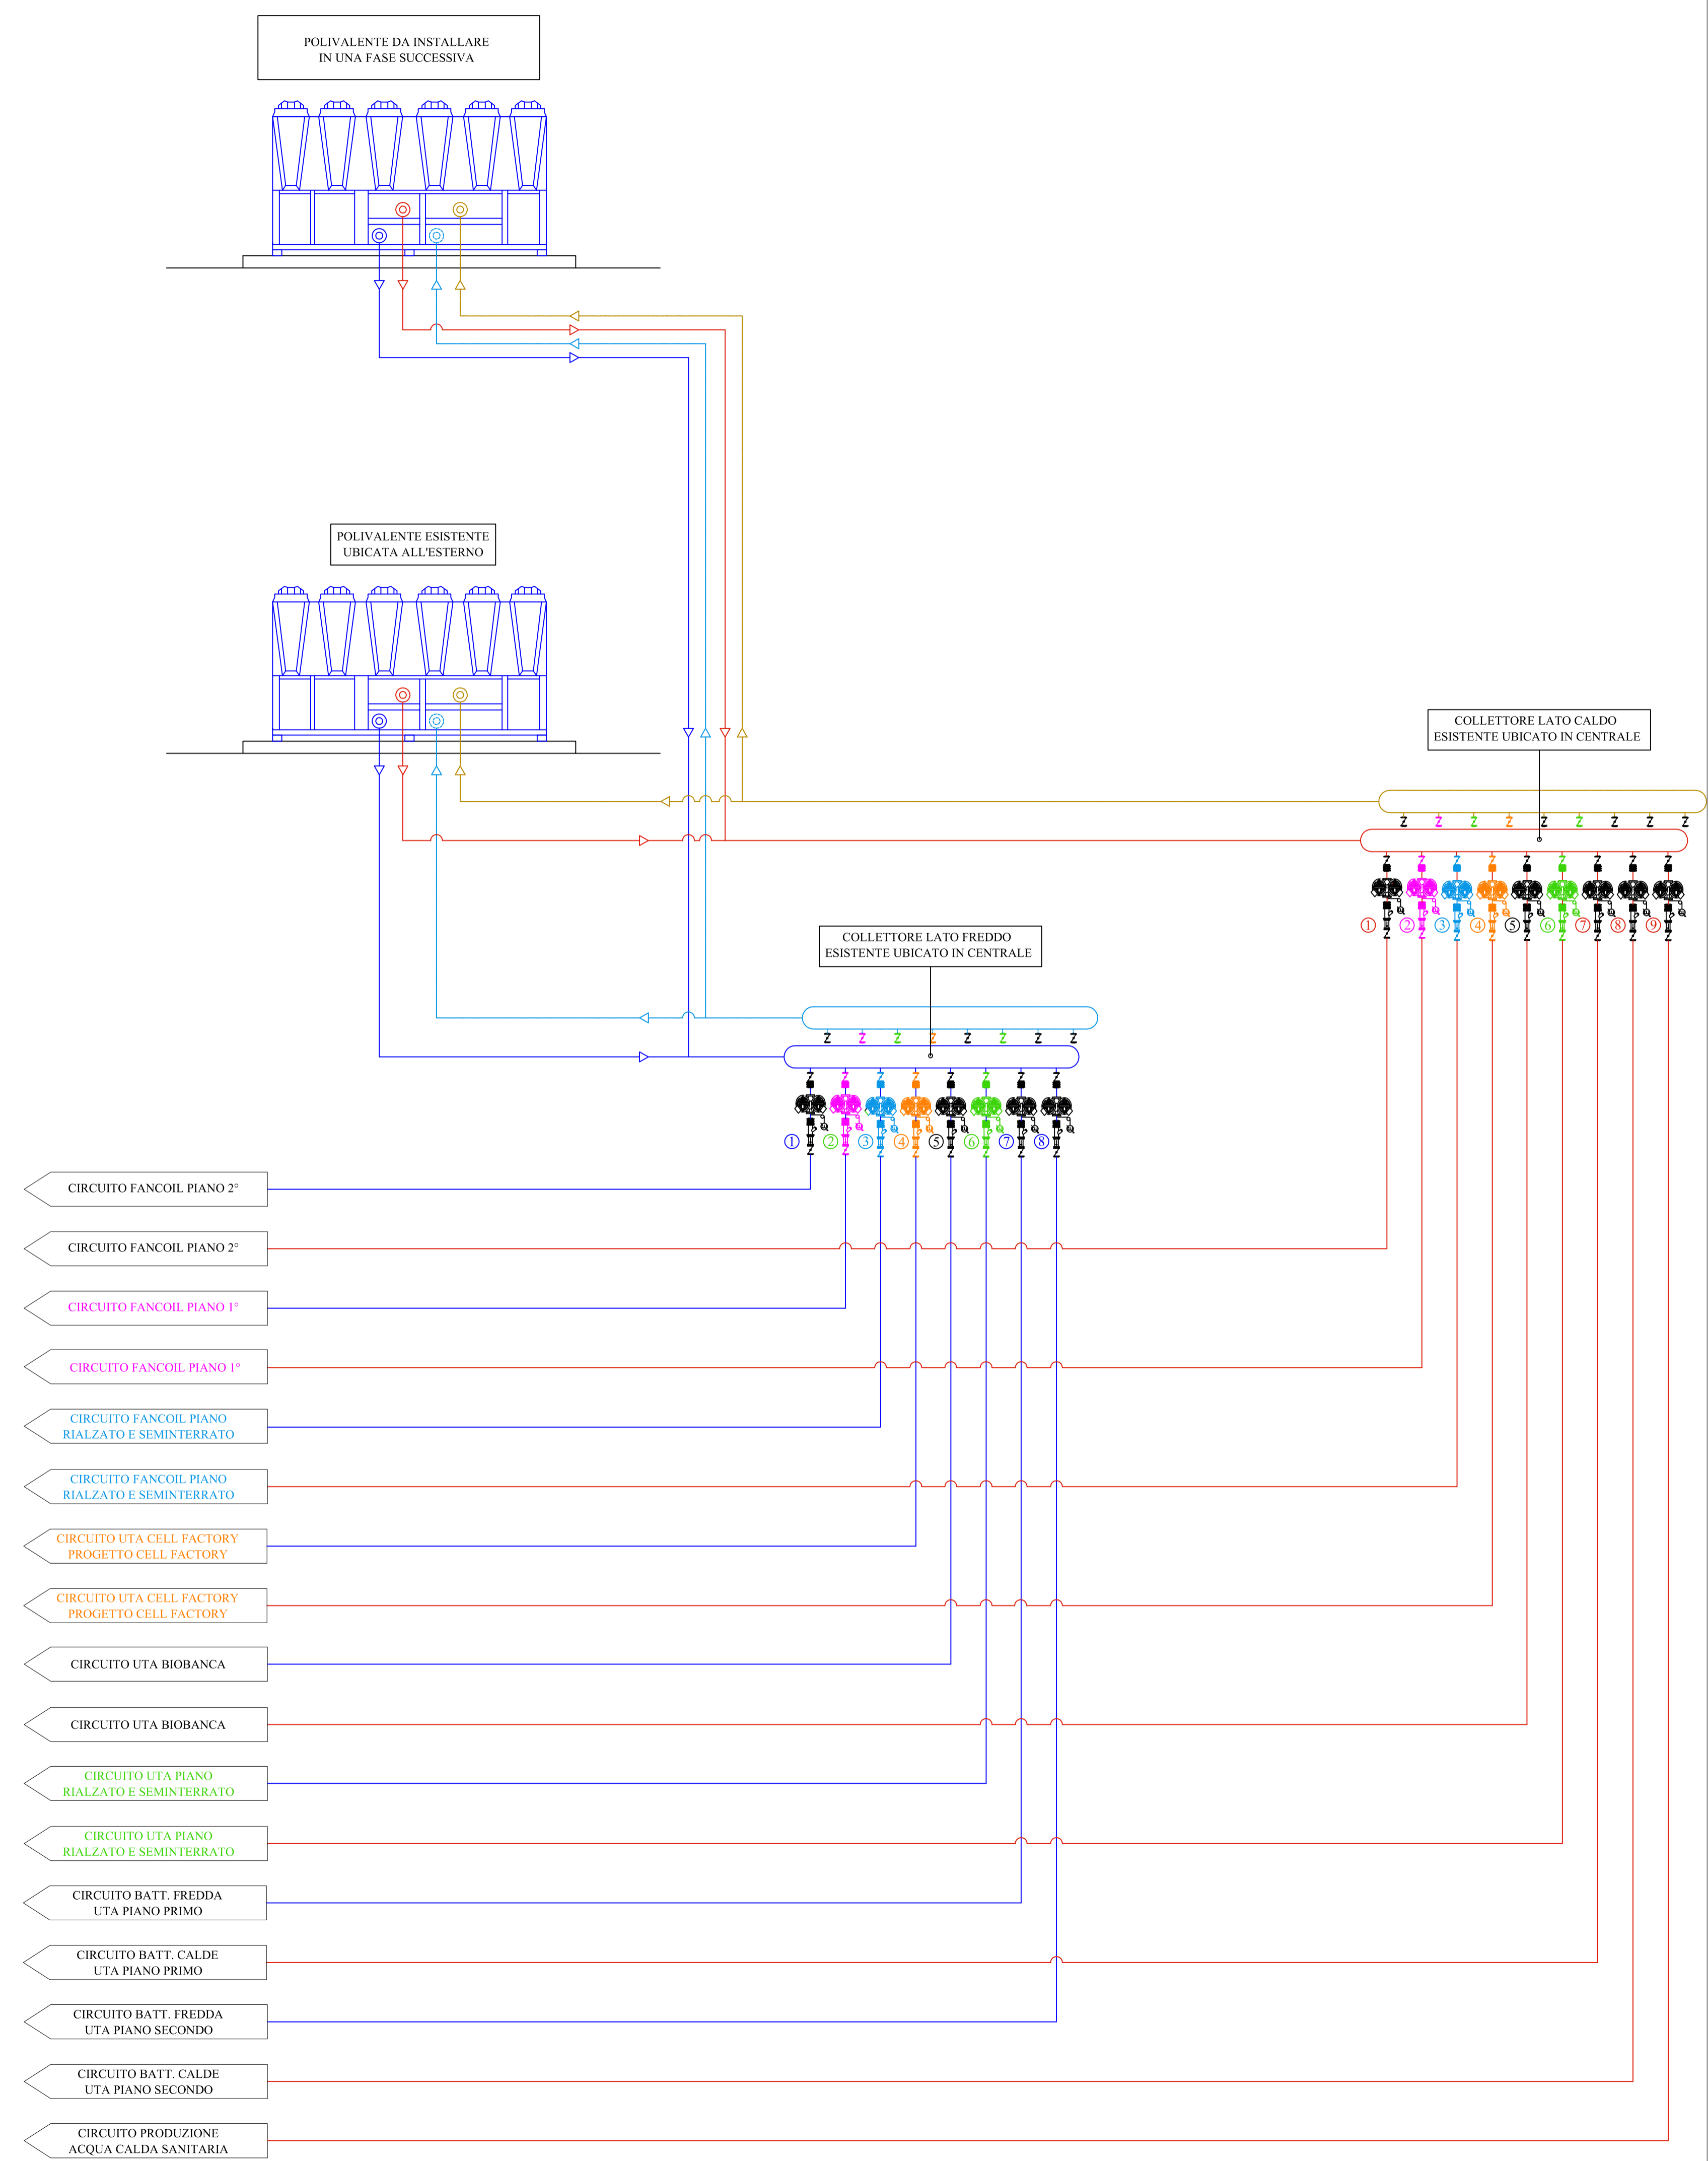 POLIVALENTE DA INSTALLARE
IN UNA FASE SUCCESSIVA
POLIVALENTE ESISTENTE
UBICATA ALL'ESTERNO
COLLETTORE LATO CALDO
ESISTENTE UBICATO IN CENTRALE
1 2 3 4 5 6 7 8 9
COLLETTORE LATO FREDDO
ESISTENTE UBICATO IN CENTRALE
1 2 3 4 5 6 7 8
CIRCUITO FANCOIL PIANO 2°
CIRCUITO FANCOIL PIANO 2°
CIRCUITO FANCOIL PIANO 1°
CIRCUITO FANCOIL PIANO 1°
CIRCUITO FANCOIL PIANO
RIALZATO E SEMINTERRATO
CIRCUITO FANCOIL PIANO
RIALZATO E SEMINTERRATO
CIRCUITO UTA CELL FACTORY
PROGETTO CELL FACTORY
CIRCUITO UTA CELL FACTORY
PROGETTO CELL FACTORY
CIRCUITO UTA BIOBANCA
CIRCUITO UTA BIOBANCA
CIRCUITO UTA PIANO
RIALZATO E SEMINTERRATO
CIRCUITO UTA PIANO
RIALZATO E SEMINTERRATO
CIRCUITO BATT. FREDDA
UTA PIANO PRIMO
CIRCUITO BATT. CALDE
UTA PIANO PRIMO
CIRCUITO BATT. FREDDA
UTA PIANO SECONDO
CIRCUITO BATT. CALDE
UTA PIANO SECONDO
CIRCUITO PRODUZIONE
ACQUA CALDA SANITARIA